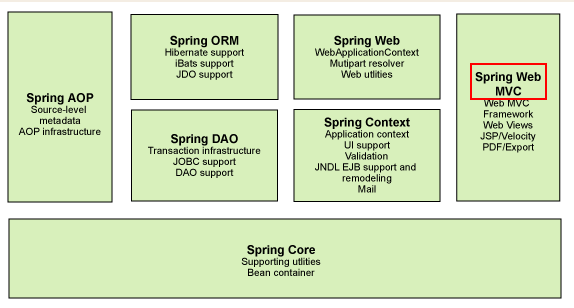 Spring AOP
Source-level
metadata
AOP infrastructure
Spring ORM
Hibernate support
iBats support
JDO support
Spring DAO
Transaction infrastructure
JOBC support
DAO support
Spring Web
WebApplicationContext
Mutipart resolver
Web utlities
Spring Context
Application context
UI support
Validation
JNDL EJB support and
remodeling
Mail
Spring Web
MVC
Web MVC
Framework
Web Views
JSP/Velocity
PDF/Export
Spring Core
Supporting utlities
Bean container